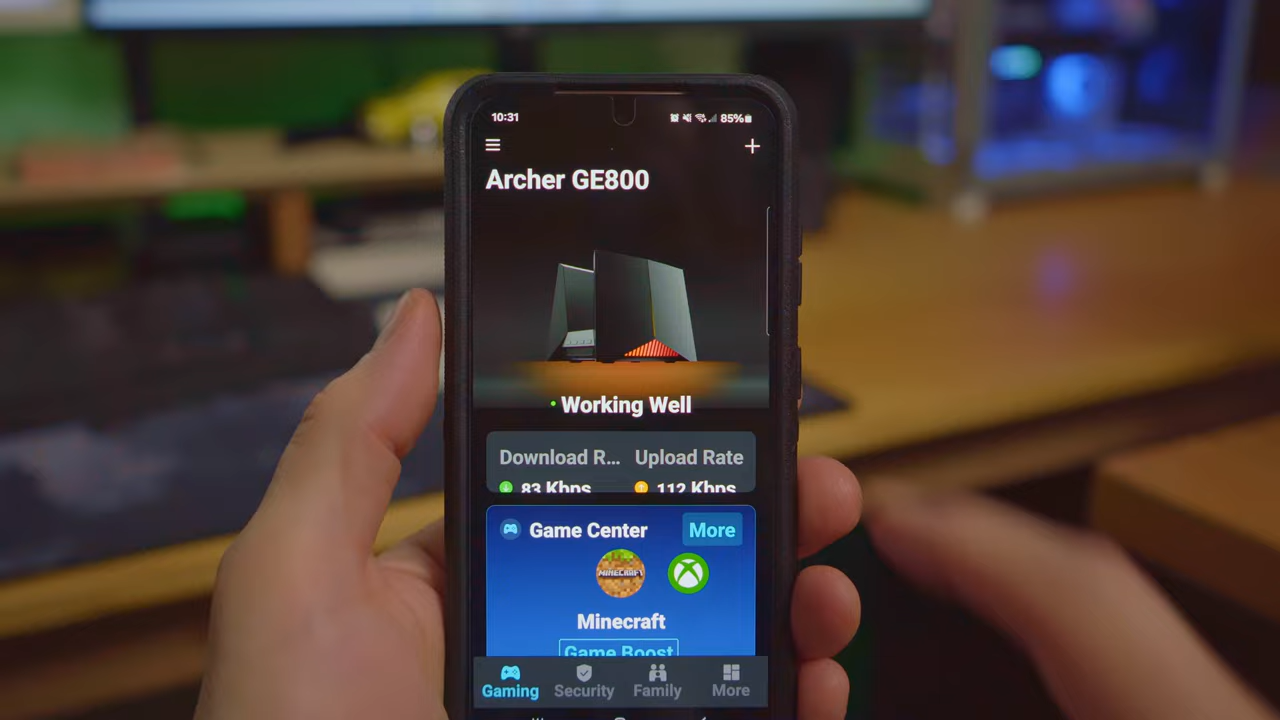 10:31 85%
Archer GE800
Working Well
Download R... Upload Rate
83 Kbps 112 Kbps
Game Center More
MINECRAFT
Minecraft
Game Boost
Gaming Security Family More